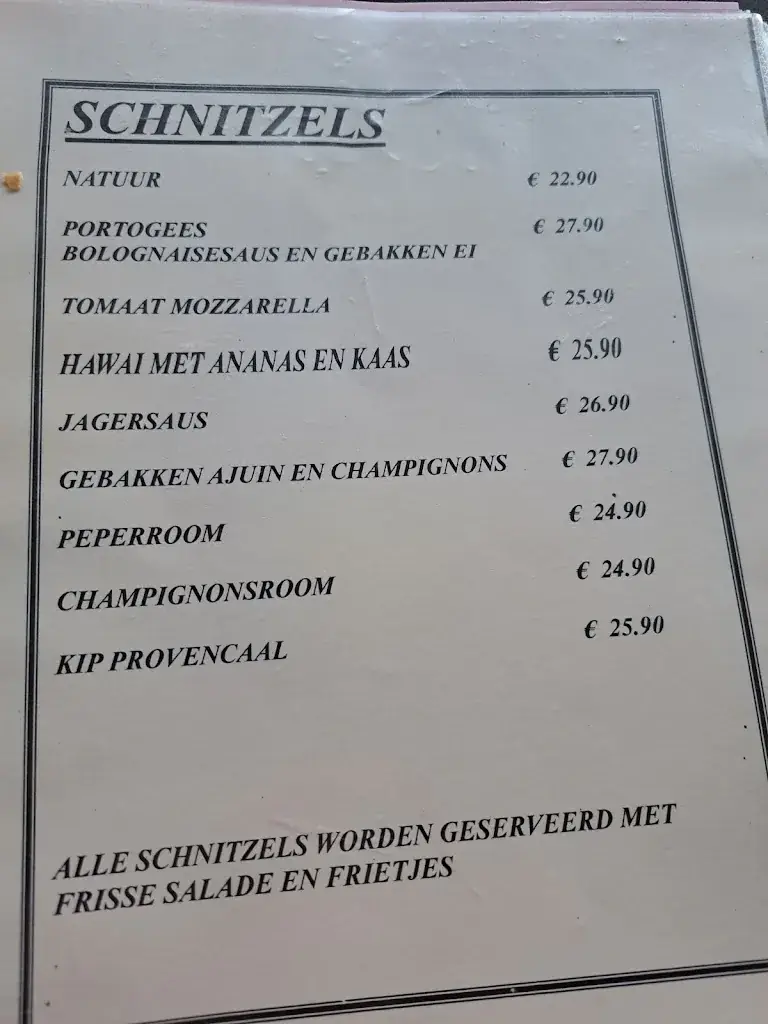 SCHNITZELS
NATUUR € 22.90
PORTOGEES € 27.90
BOLOGNAISESAUS EN GEBAKKEN EI
TOMAAT MOZZARELLA € 25.90
HAWAI MET ANANAS EN KAAS € 25.90
JAGERSAUS € 26.90
GEBAKKEN AJUIN EN CHAMPIGNONS € 27.90
PEPERROOM € 24.90
CHAMPIGNONSROOM € 24.90
KIP PROVENCAAL € 25.90
ALLE SCHNITZELS WORDEN GESERVEERD MET
FRISSE SALADE EN FRIETJES